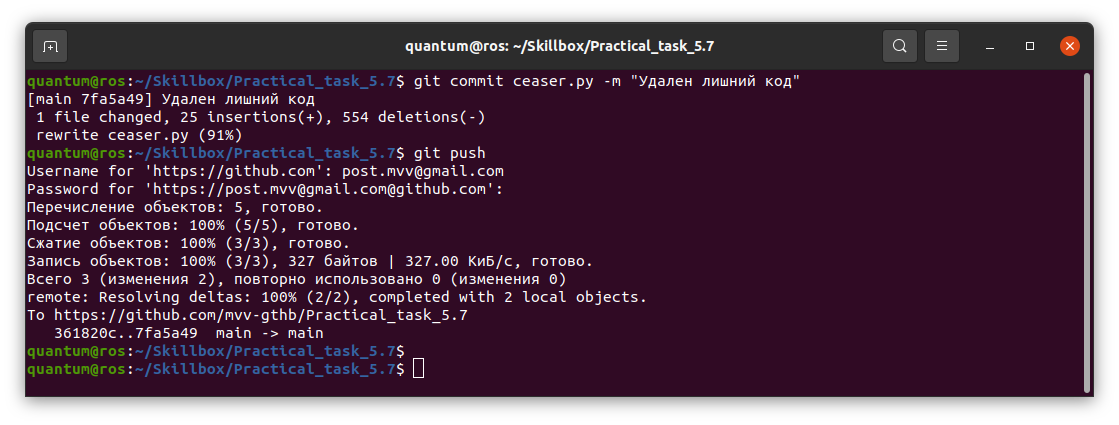 quantum@ros: ~/Skillbox/Practical_task_5.7
quantum@ros:~/Skillbox/Practical_task_5.7$ git commit ceaser.py -m "Удален лишний код"
[main 7fa5a49] Удален лишний код
 1 file changed, 25 insertions(+), 554 deletions(-)
 rewrite ceaser.py (91%)
quantum@ros:~/Skillbox/Practical_task_5.7$ git push
Username for 'https://github.com': post.mvv@gmail.com
Password for 'https://post.mvv@gmail.com@github.com':
Перечисление объектов: 5, готово.
Подсчет объектов: 100% (5/5), готово.
Сжатие объектов: 100% (3/3), готово.
Запись объектов: 100% (3/3), 327 байтов | 327.00 КиБ/с, готово.
Всего 3 (изменения 2), повторно использовано 0 (изменения 0)
remote: Resolving deltas: 100% (2/2), completed with 2 local objects.
To https://github.com/mvv-gthb/Practical_task_5.7
   361820c..7fa5a49  main -> main
quantum@ros:~/Skillbox/Practical_task_5.7$
quantum@ros:~/Skillbox/Practical_task_5.7$